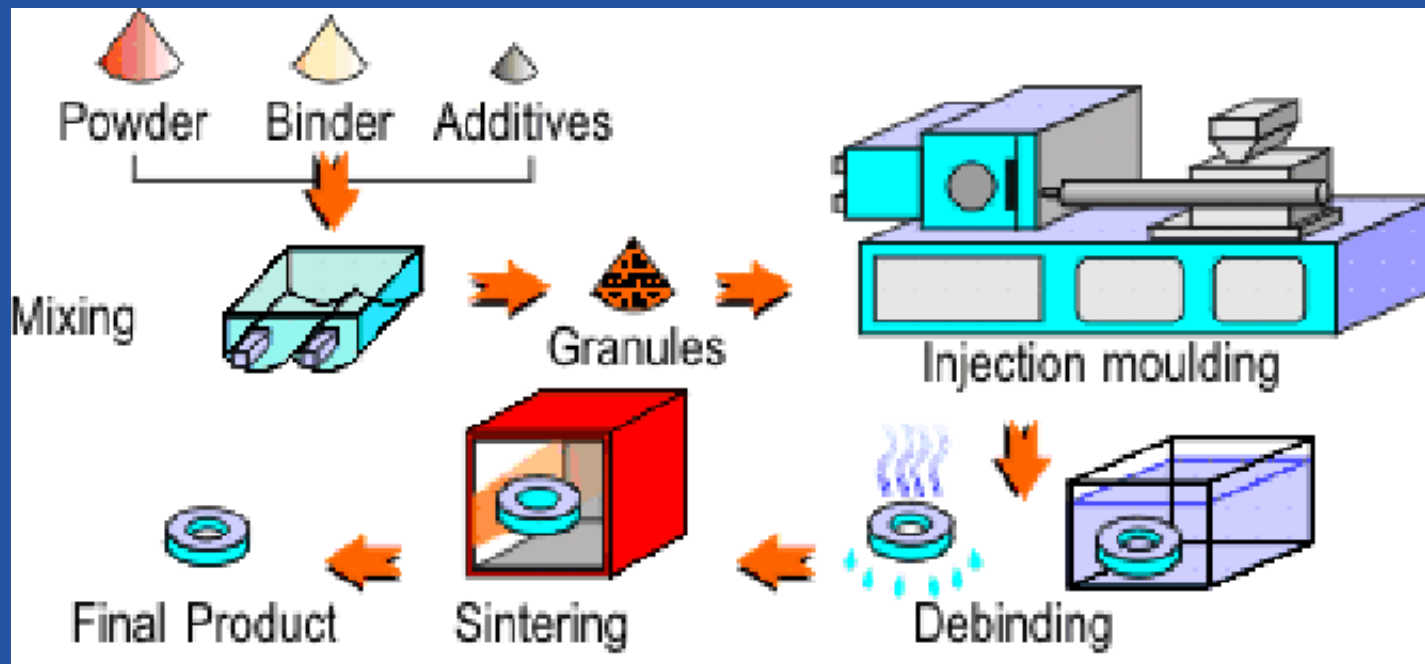 Powder
Binder
Additives
Mixing
Granules
Injection moulding
Debinding
Sintering
Final Product